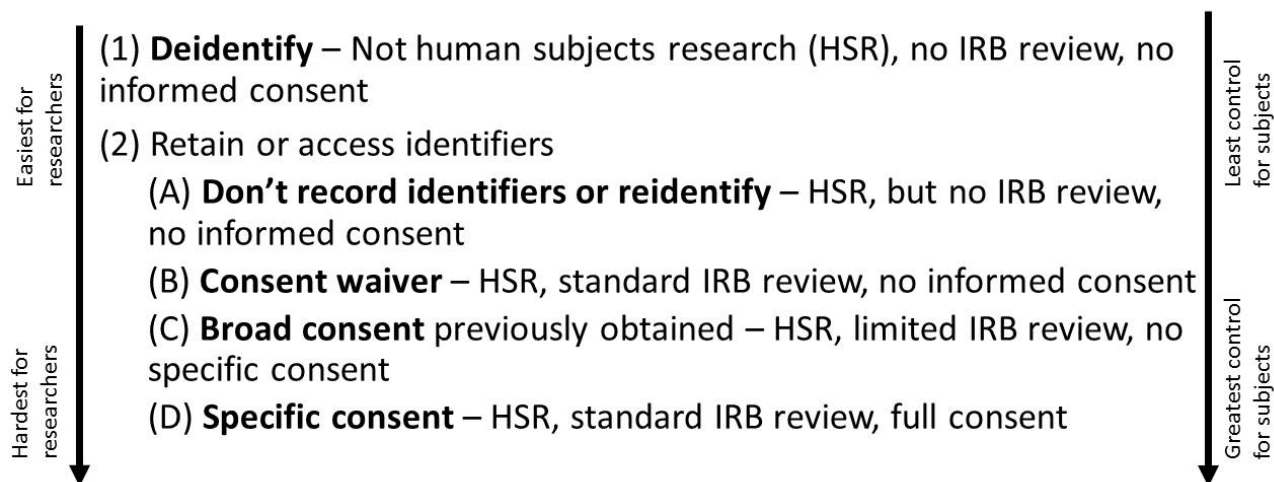 (1) Deidentify – Not human subjects research (HSR), no IRB review, no
informed consent
(2) Retain or access identifiers
(A) Don’t record identifiers or reidentify – HSR, but no IRB review,
no informed consent
(B) Consent waiver – HSR, standard IRB review, no informed consent
(C) Broad consent previously obtained – HSR, limited IRB review, no
specific consent
(D) Specific consent – HSR, standard IRB review, full consent
Easiest for
researchers
Hardest for
researchers
Least control
for subjects
Greatest control
for subjects